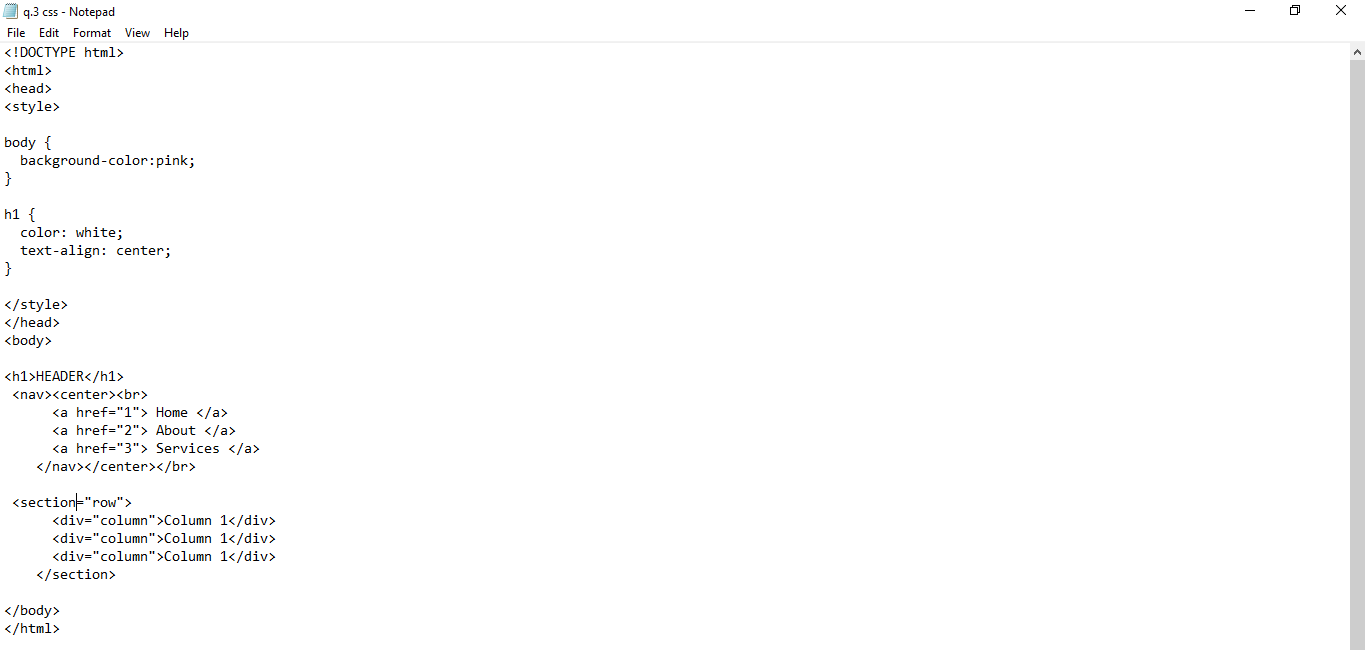 q.3 css - Notepad
File Edit Format View Help
<!DOCTYPE html>
<html>
<head>
<style>

body {
  background-color:pink;
}

h1 {
  color: white;
  text-align: center;
}

</style>
</head>
<body>

<h1>HEADER</h1>
 <nav><center><br>
      <a href="1"> Home </a>
      <a href="2"> About </a>
      <a href="3"> Services </a>
    </nav></center></br>

 <section="row">
      <div="column">Column 1</div>
      <div="column">Column 1</div>
      <div="column">Column 1</div>
    </section>

</body>
</html>